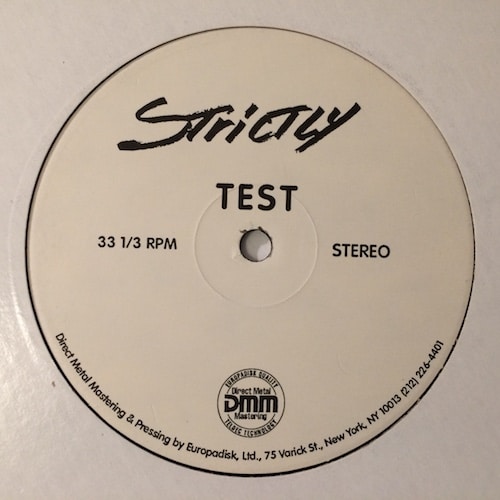 STRICTLY
TEST
33 1/3 RPM
STEREO
EUROPADISK QUALITY
Direct Metal
DMM
Mastering
TELDEC TECHNOLOGY
Direct Metal Mastering & Pressing by Europadisk, Ltd., 75 Varick St., New York, NY 10013 (212) 226-4401